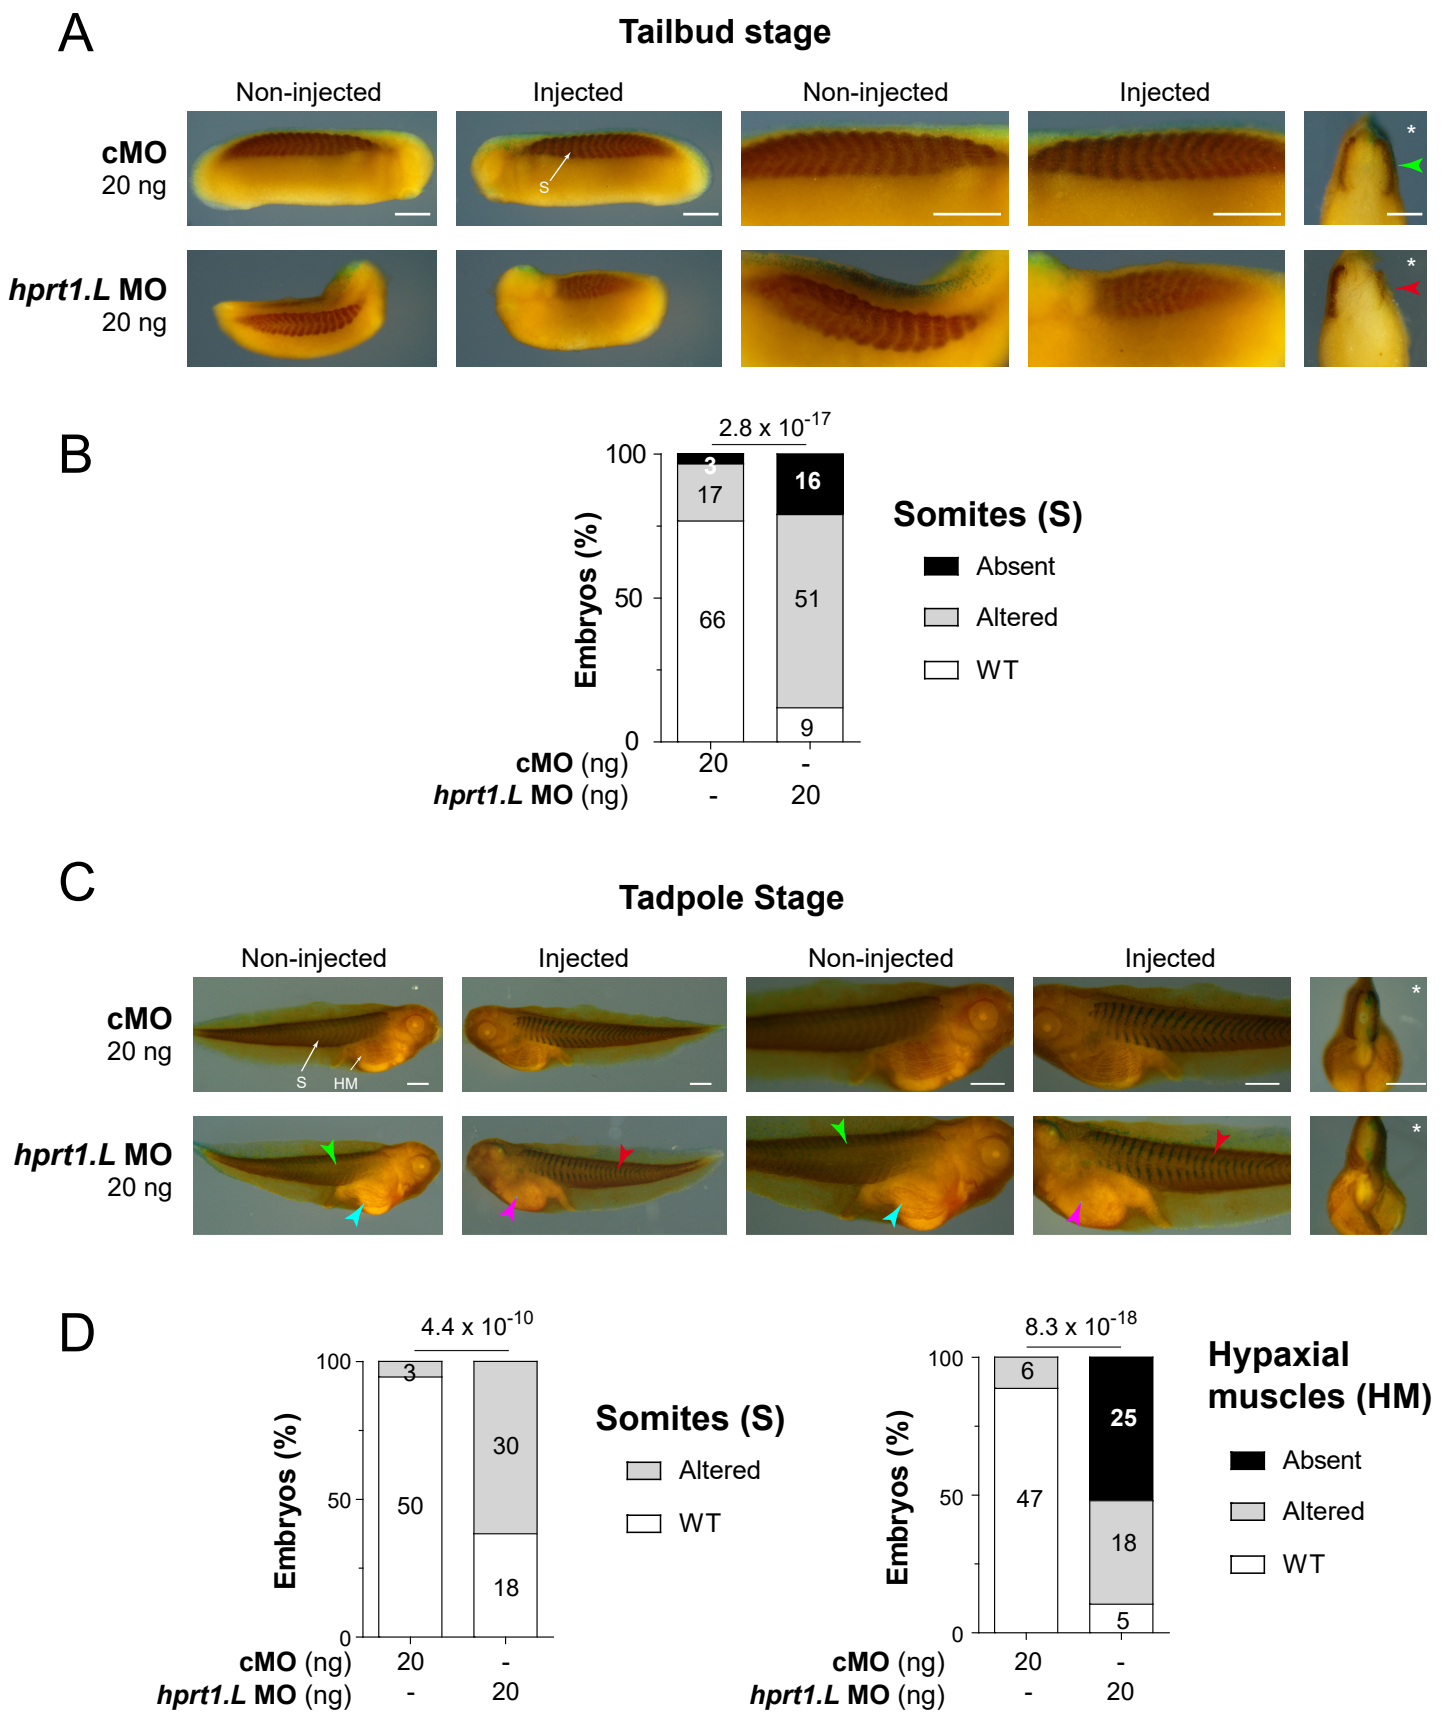 A
Tailbud stage
Non-injected
Injected
Non-injected
Injected
cMO
20 ng
S
*
hprt1.L MO
20 ng
*
B
2.8 x 10-17
100
50
0
Embryos (%)
3
17
66
16
51
9
Somites (S)
Absent
Altered
WT
cMO (ng) 20 -
hprt1.L MO (ng) - 20
C
Tadpole Stage
Non-injected
Injected
Non-injected
Injected
cMO
20 ng
S
HM
*
hprt1.L MO
20 ng
*
D
4.4 x 10-10
100
50
0
Embryos (%)
3
50
30
18
Somites (S)
Altered
WT
cMO (ng) 20 -
hprt1.L MO (ng) - 20
8.3 x 10-18
100
50
0
Embryos (%)
6
47
25
18
5
Hypaxial
muscles (HM)
Absent
Altered
WT
cMO (ng) 20 -
hprt1.L MO (ng) - 20